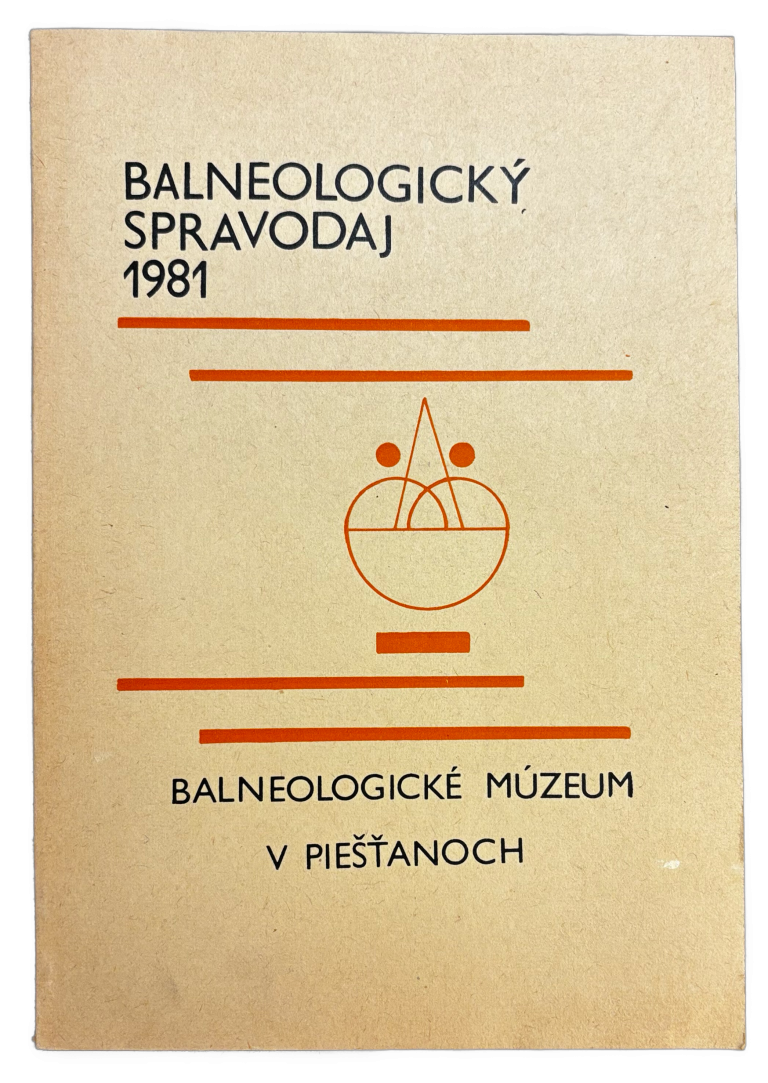 BALNEOLOGICKÝ
SPRAVODAJ
1981
BALNEOLOGICKÉ MÚZEUM
V PIEŠŤANOCH